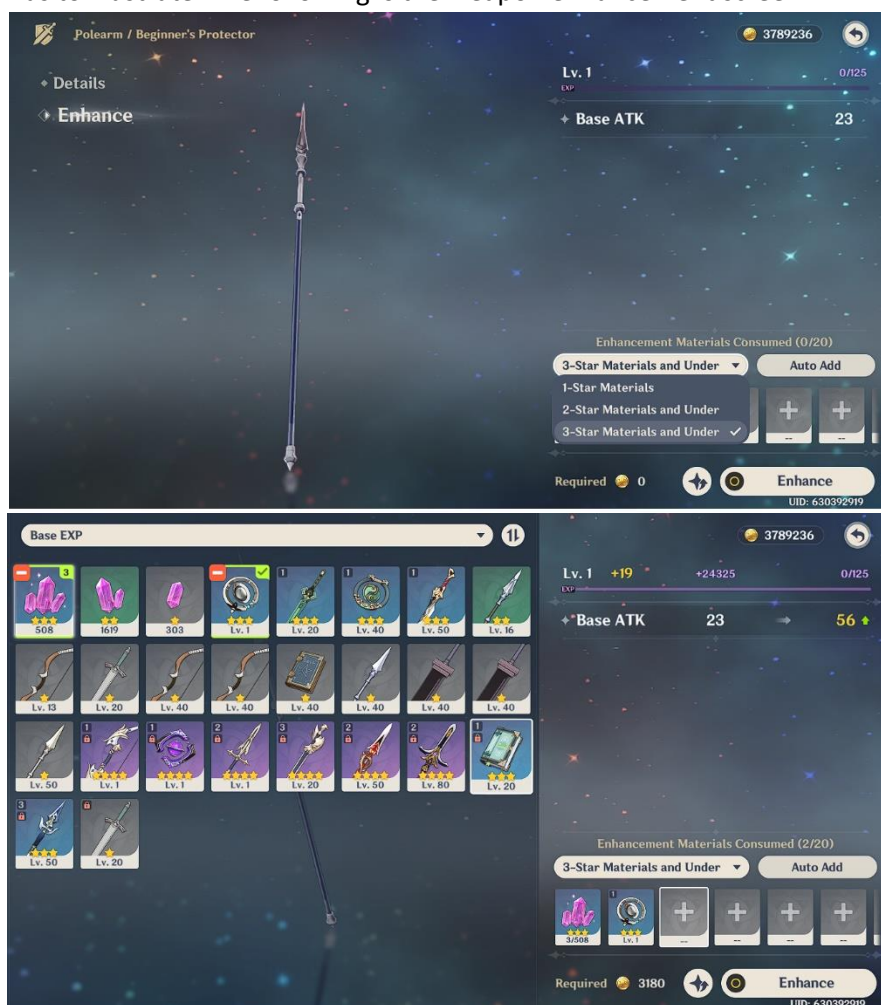 Polearm / Beginner's Protector
3789236
Details
Enhance
Lv. 1
0/125
EXP
Base ATK 23
Enhancement Materials Consumed (0/20)
3-Star Materials and Under
Auto Add
1-Star Materials
2-Star Materials and Under
3-Star Materials and Under
-- --
Required 0
Enhance
UID: 630392919
Base EXP
3789236
3
508 1619 303 Lv. 1 1 Lv. 20 1 Lv. 40 1 Lv. 50 Lv. 16
Lv. 13 Lv. 20 Lv. 40 Lv. 40 Lv. 40 Lv. 40 Lv. 40 Lv. 40
Lv. 50 1 Lv. 1 1 Lv. 1 2 Lv. 1 3 Lv. 20 2 Lv. 50 2 Lv. 80 1 Lv. 20
3 Lv. 50 Lv. 20
Lv. 1 +19 +24325 0/125
EXP
Base ATK 23 56
Enhancement Materials Consumed (2/20)
3-Star Materials and Under
Auto Add
3/508 1 Lv. 1 -- -- -- --
Required 3180
Enhance
UID: 630392919